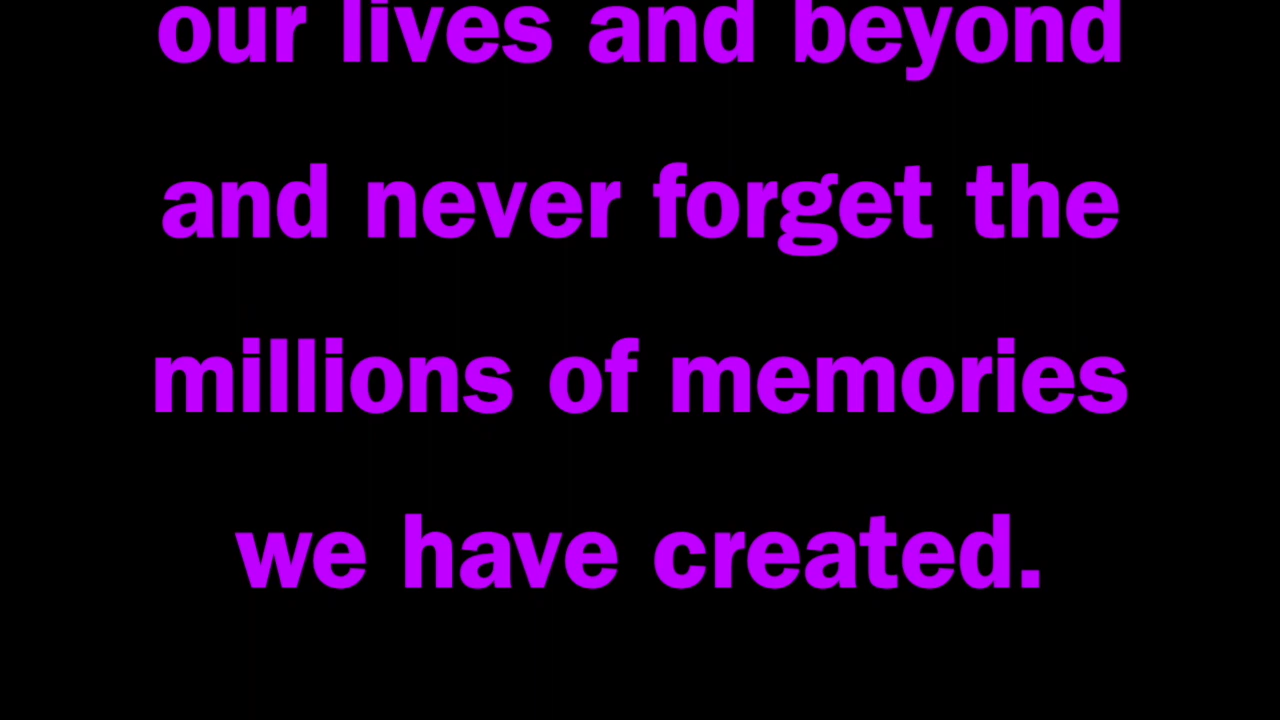 our lives and beyond
and never forget the
millions of memories
we have created.